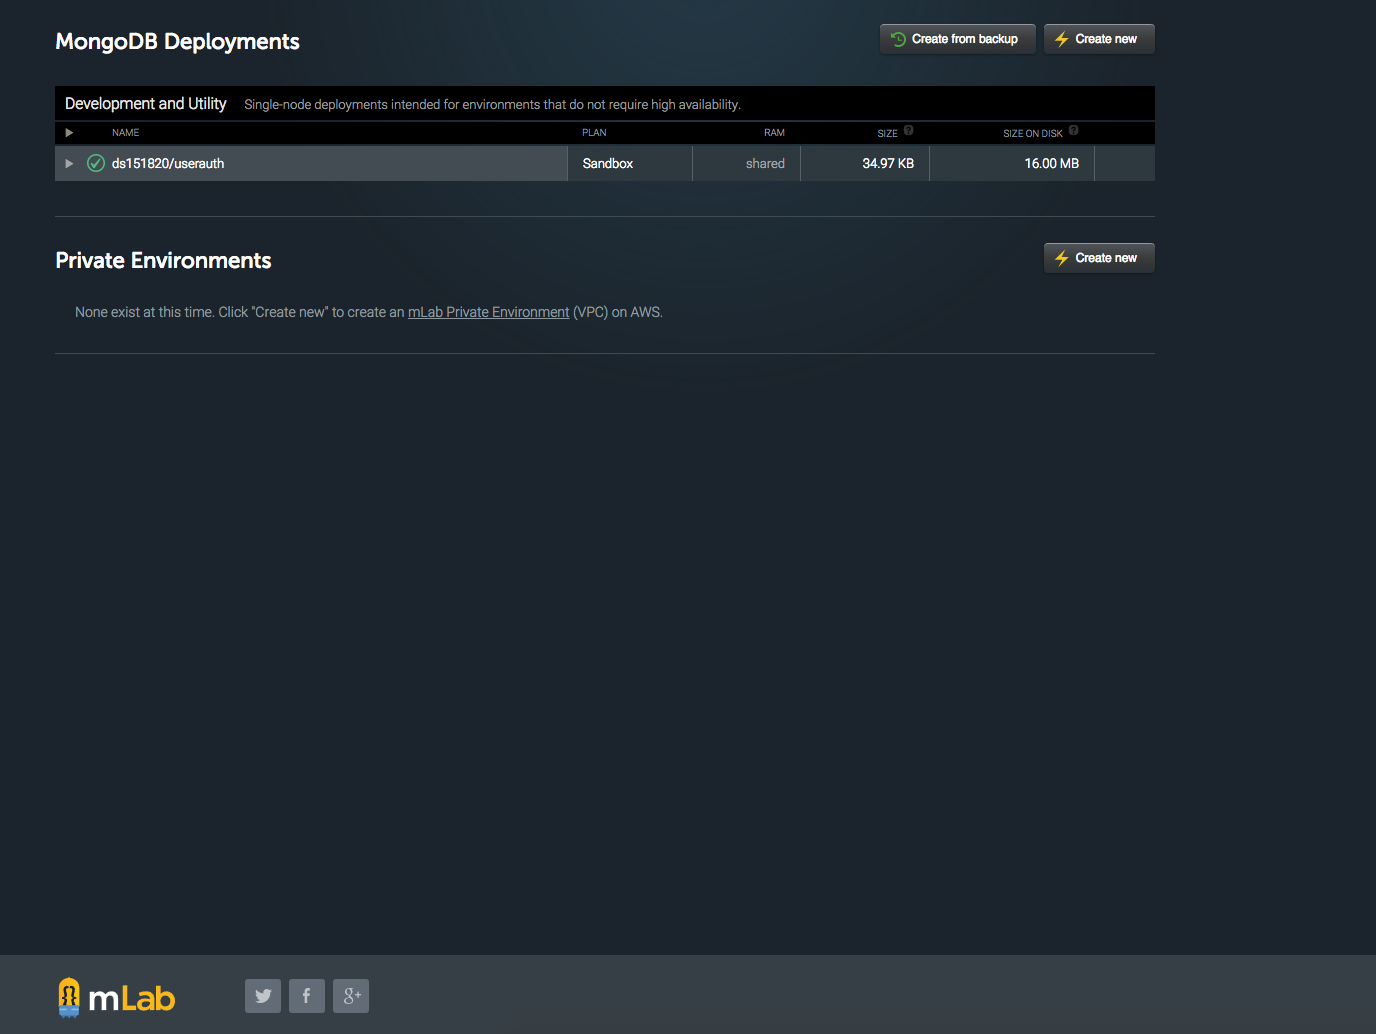 MongoDB Deployments
Create from backup
Create new
Development and Utility Single-node deployments intended for environments that do not require high availability.
NAME PLAN RAM SIZE ? SIZE ON DISK ?
ds151820/userauth Sandbox shared 34.97 KB 16.00 MB
Private Environments
Create new
None exist at this time. Click "Create new" to create an mLab Private Environment (VPC) on AWS.
mLab
f
g+